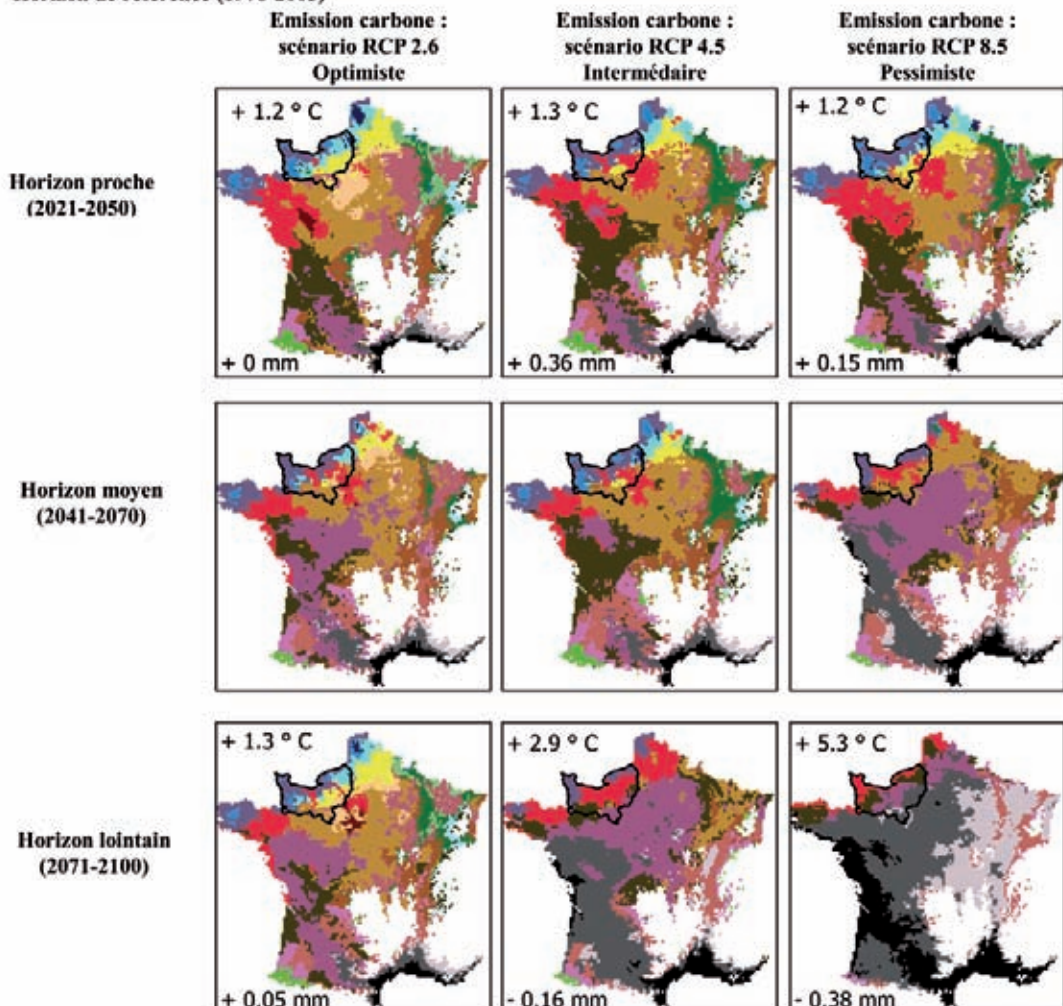 Emission carbone :
scénario RCP 2.6
Optimiste
Emission carbone :
scénario RCP 4.5
Intermédaire
Emission carbone :
scénario RCP 8.5
Pessimiste
Horizon proche
(2021-2050)
+ 1.2 ° C
+ 0 mm
+ 1.3 ° C
+ 0.36 mm
+ 1.2 ° C
+ 0.15 mm
Horizon moyen
(2041-2070)
Horizon lointain
(2071-2100)
+ 1.3 ° C
+ 0.05 mm
+ 2.9 ° C
- 0.16 mm
+ 5.3 ° C
- 0.38 mm